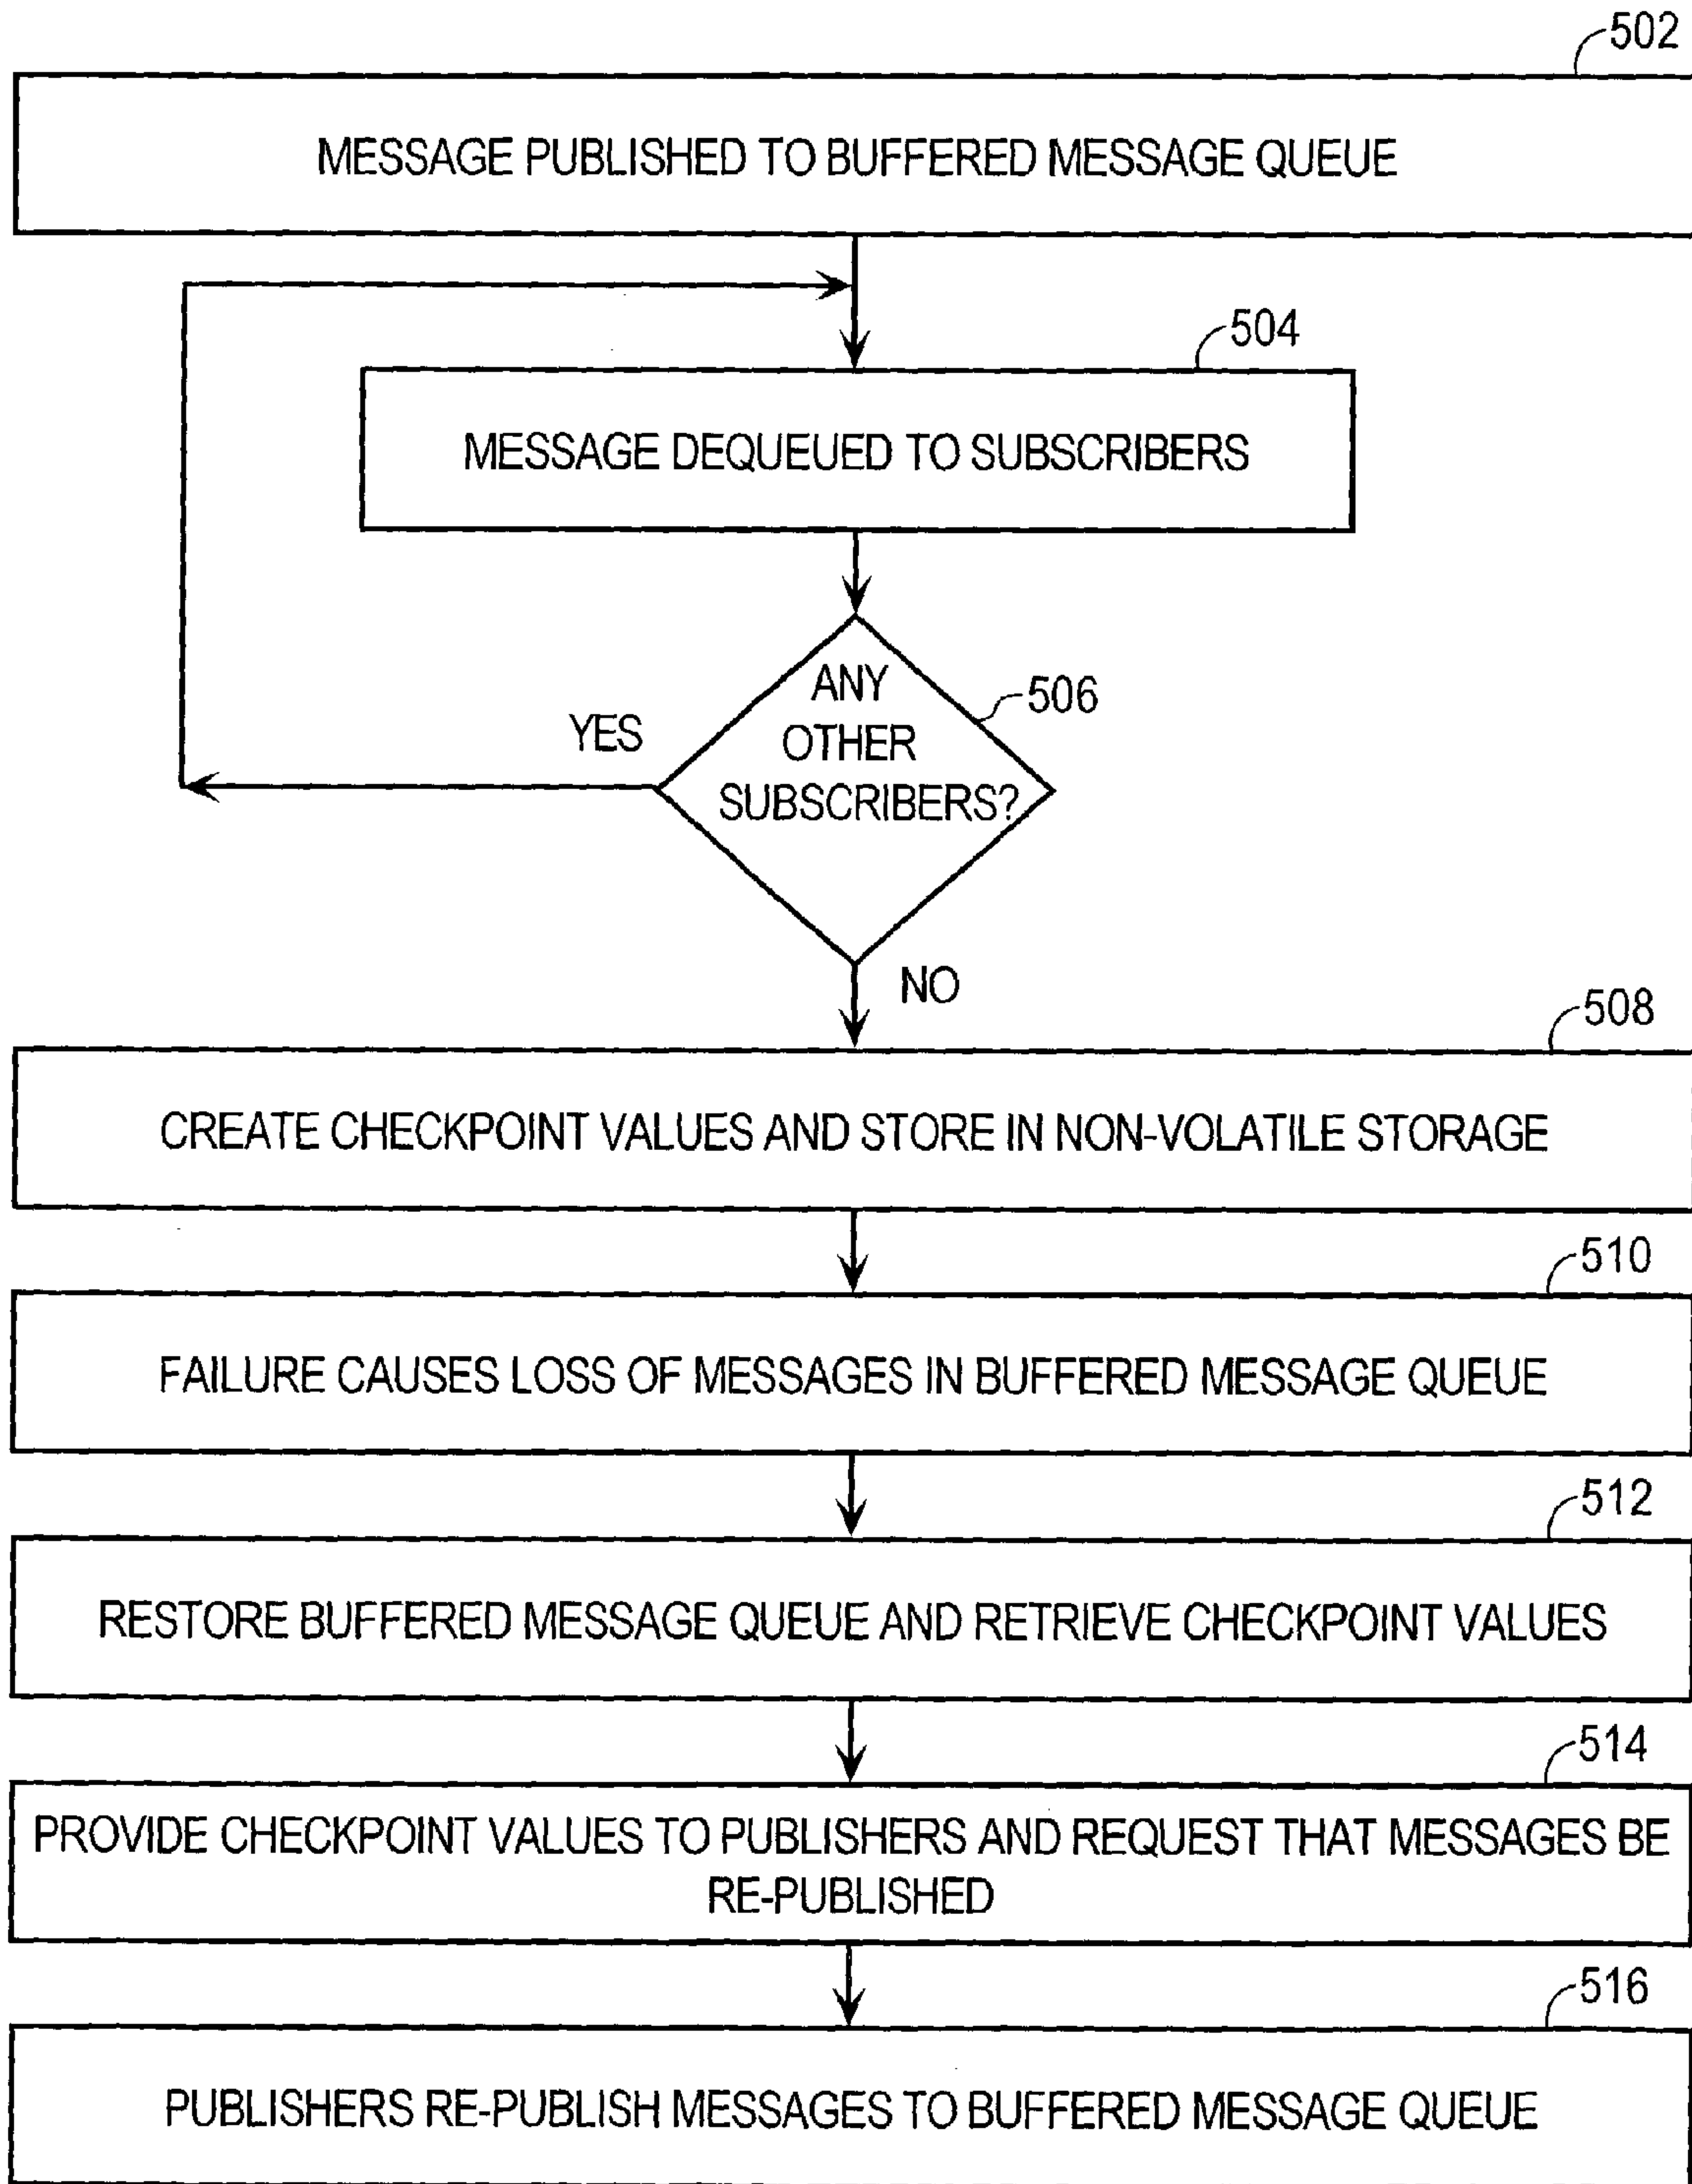 502
MESSAGE PUBLISHED TO BUFFERED MESSAGE QUEUE
504
MESSAGE DEQUEUED TO SUBSCRIBERS
506
ANY
OTHER
SUBSCRIBERS?
YES
NO
508
CREATE CHECKPOINT VALUES AND STORE IN NON-VOLATILE STORAGE
510
FAILURE CAUSES LOSS OF MESSAGES IN BUFFERED MESSAGE QUEUE
512
RESTORE BUFFERED MESSAGE QUEUE AND RETRIEVE CHECKPOINT VALUES
514
PROVIDE CHECKPOINT VALUES TO PUBLISHERS AND REQUEST THAT MESSAGES BE
RE-PUBLISHED
516
PUBLISHERS RE-PUBLISH MESSAGES TO BUFFERED MESSAGE QUEUE